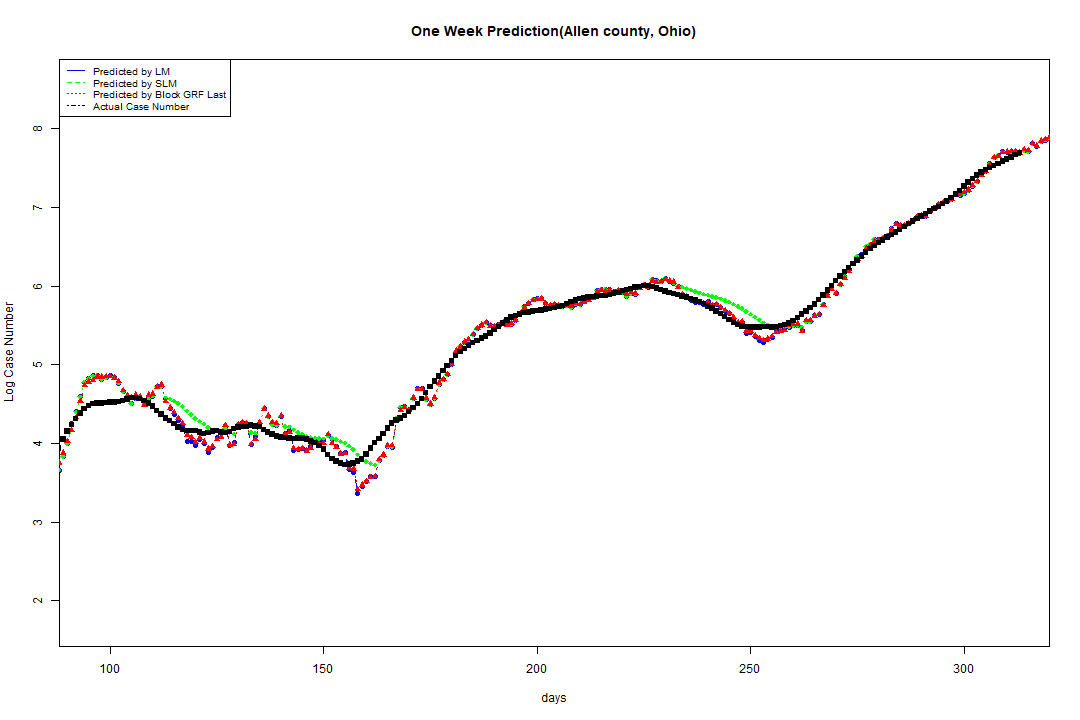 One Week Prediction(Allen county, Ohio)
Predicted by LM
Predicted by SLM
Predicted by Block GRF Last
Actual Case Number
8
7
6
5
4
3
2
Log Case Number
100 150 200 250 300
days